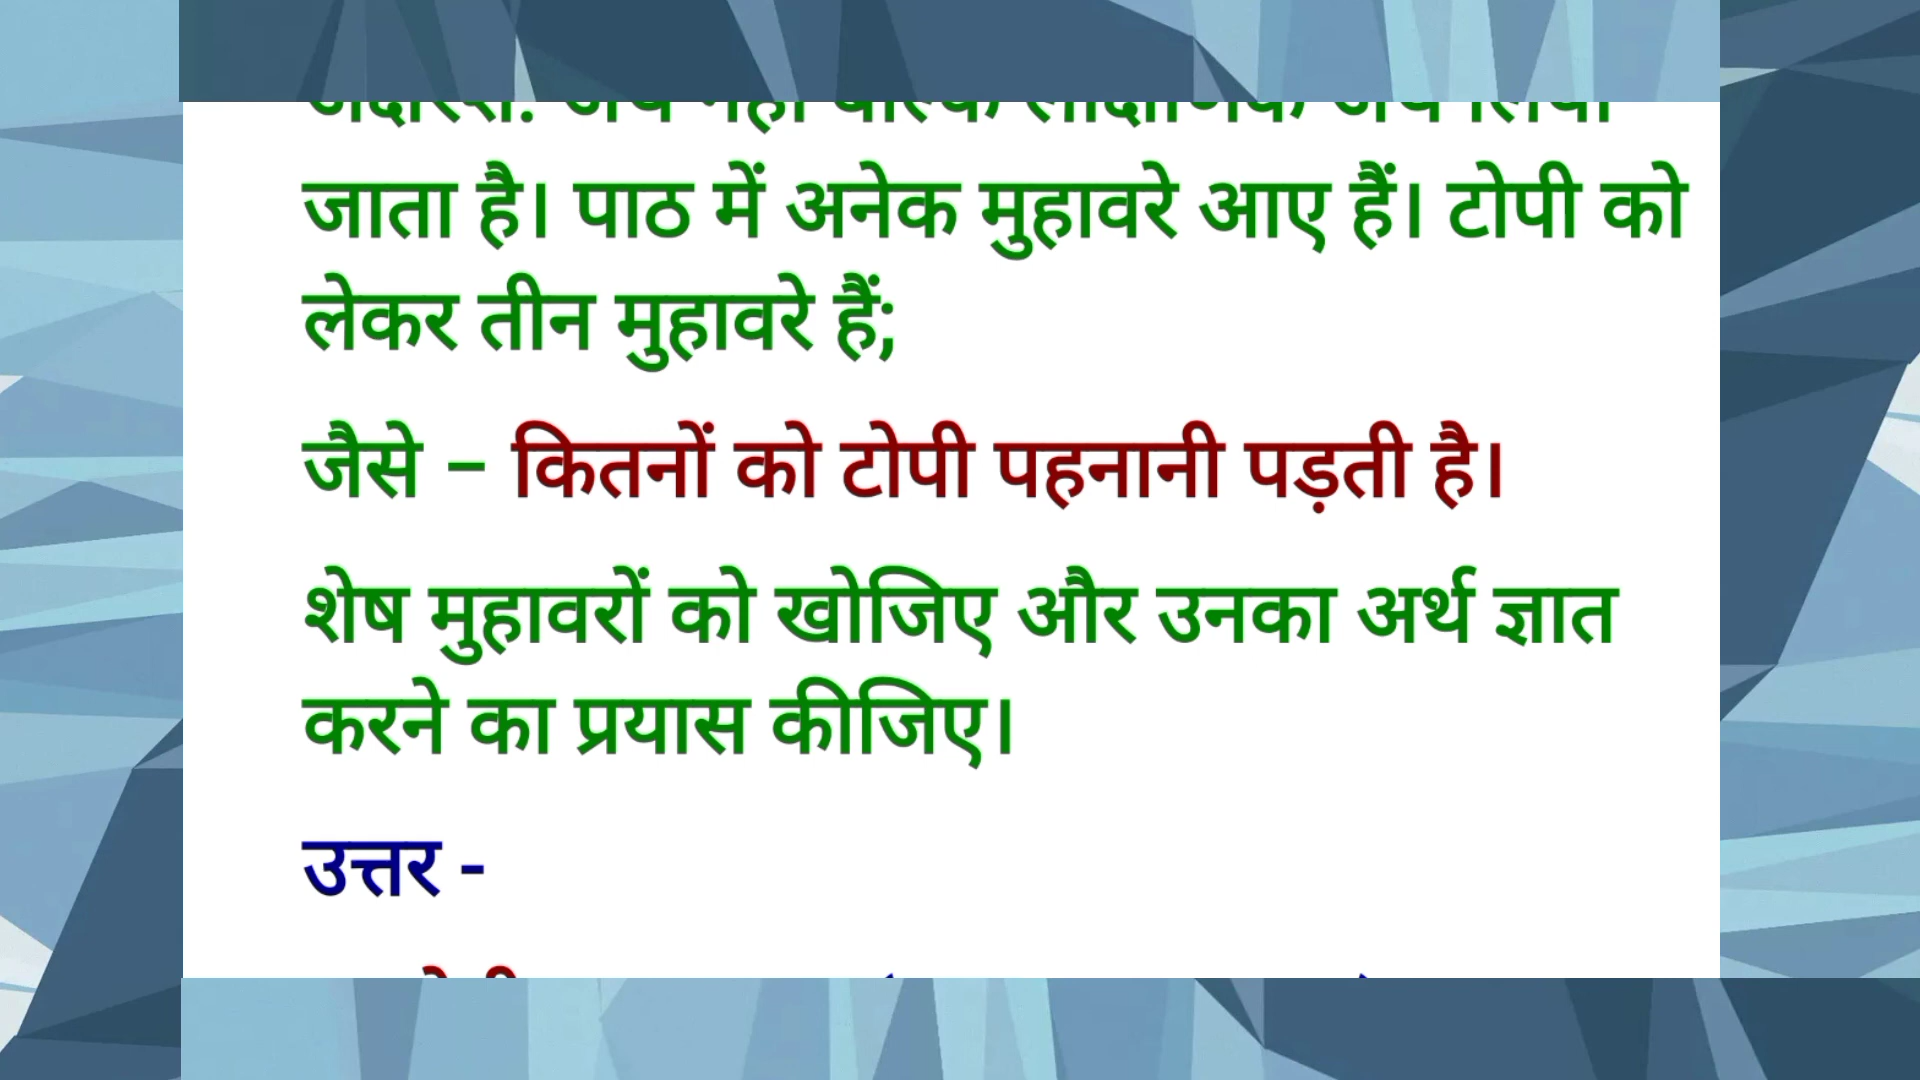 जाता है। पाठ में अनेक मुहावरे आए हैं। टोपी को
लेकर तीन मुहावरे हैं;
जैसे – कितनों को टोपी पहनानी पड़ती है।
शेष मुहावरों को खोजिए और उनका अर्थ ज्ञात
करने का प्रयास कीजिए।
उत्तर -